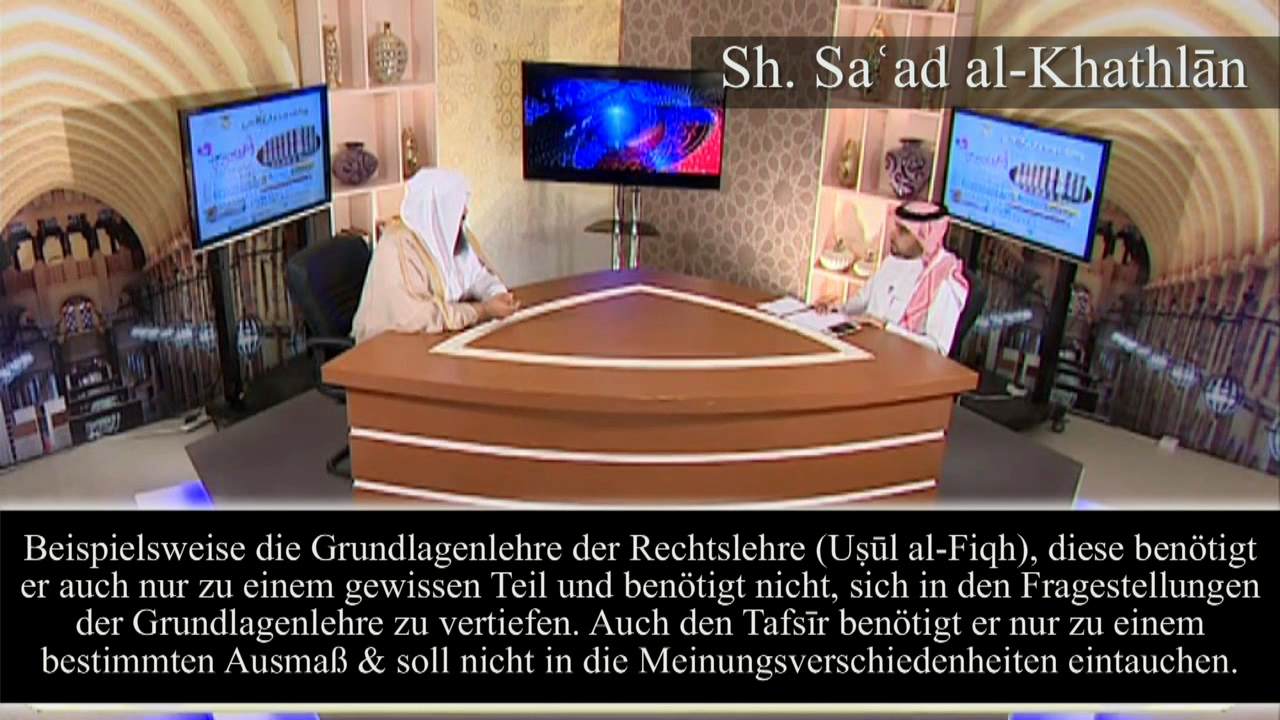 Sh. Saʿad al-Khathlān
Beispielsweise die Grundlagenlehre der Rechtslehre (Uṣūl al-Fiqh), diese benötigt
er auch nur zu einem gewissen Teil und benötigt nicht, sich in den Fragestellungen
der Grundlagenlehre zu vertiefen. Auch den Tafsīr benötigt er nur zu einem
bestimmten Ausmaß & soll nicht in die Meinungsverschiedenheiten eintauchen.